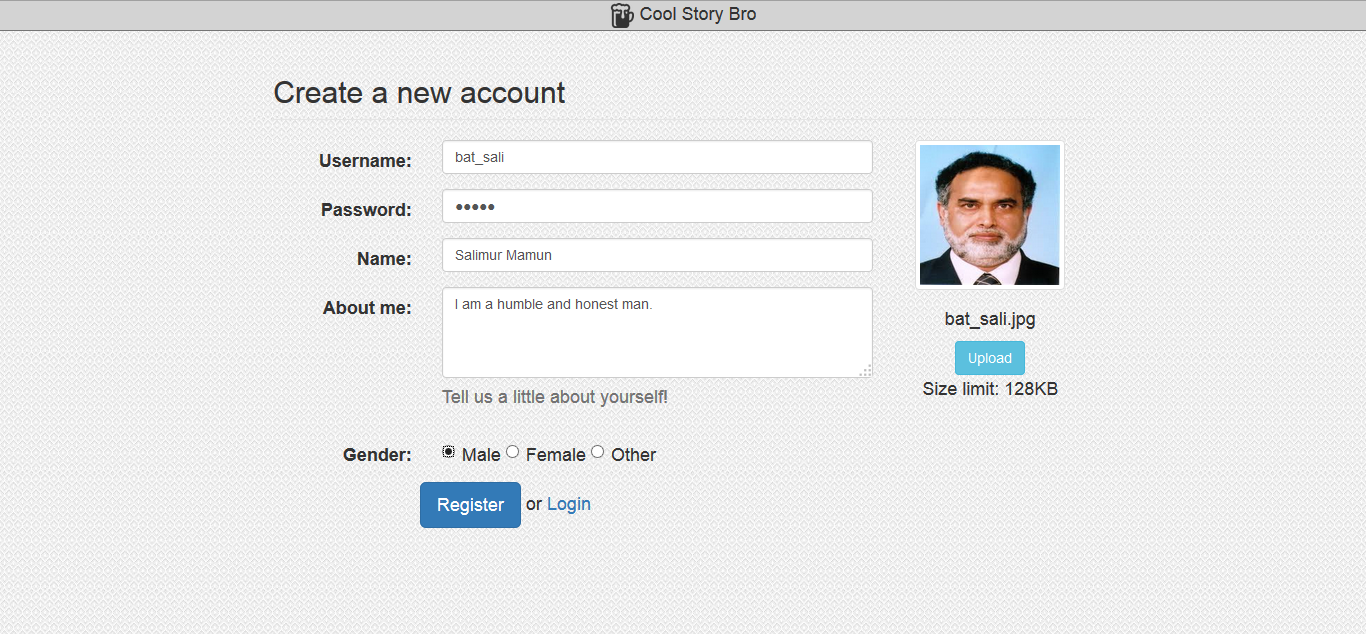 Cool Story Bro
Create a new account
Username:
bat_sali
Password:
•••••
Name:
Salimur Mamun
About me:
I am a humble and honest man.
Tell us a little about yourself!
bat_sali.jpg
Upload
Size limit: 128KB
Gender:
Male Female Other
Register or Login